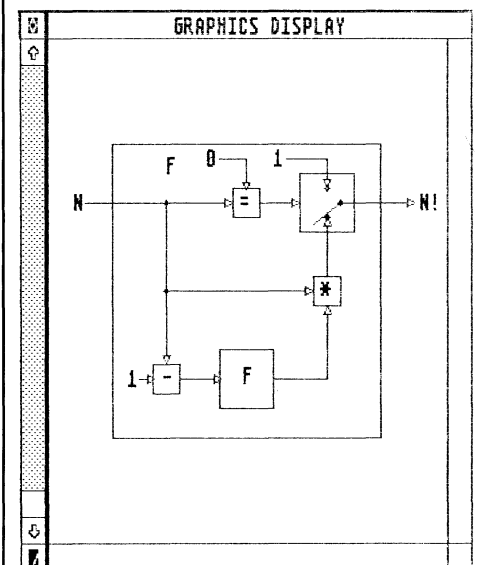 GRAPHICS DISPLAY
F 0 1
N = N!
*
1 - F